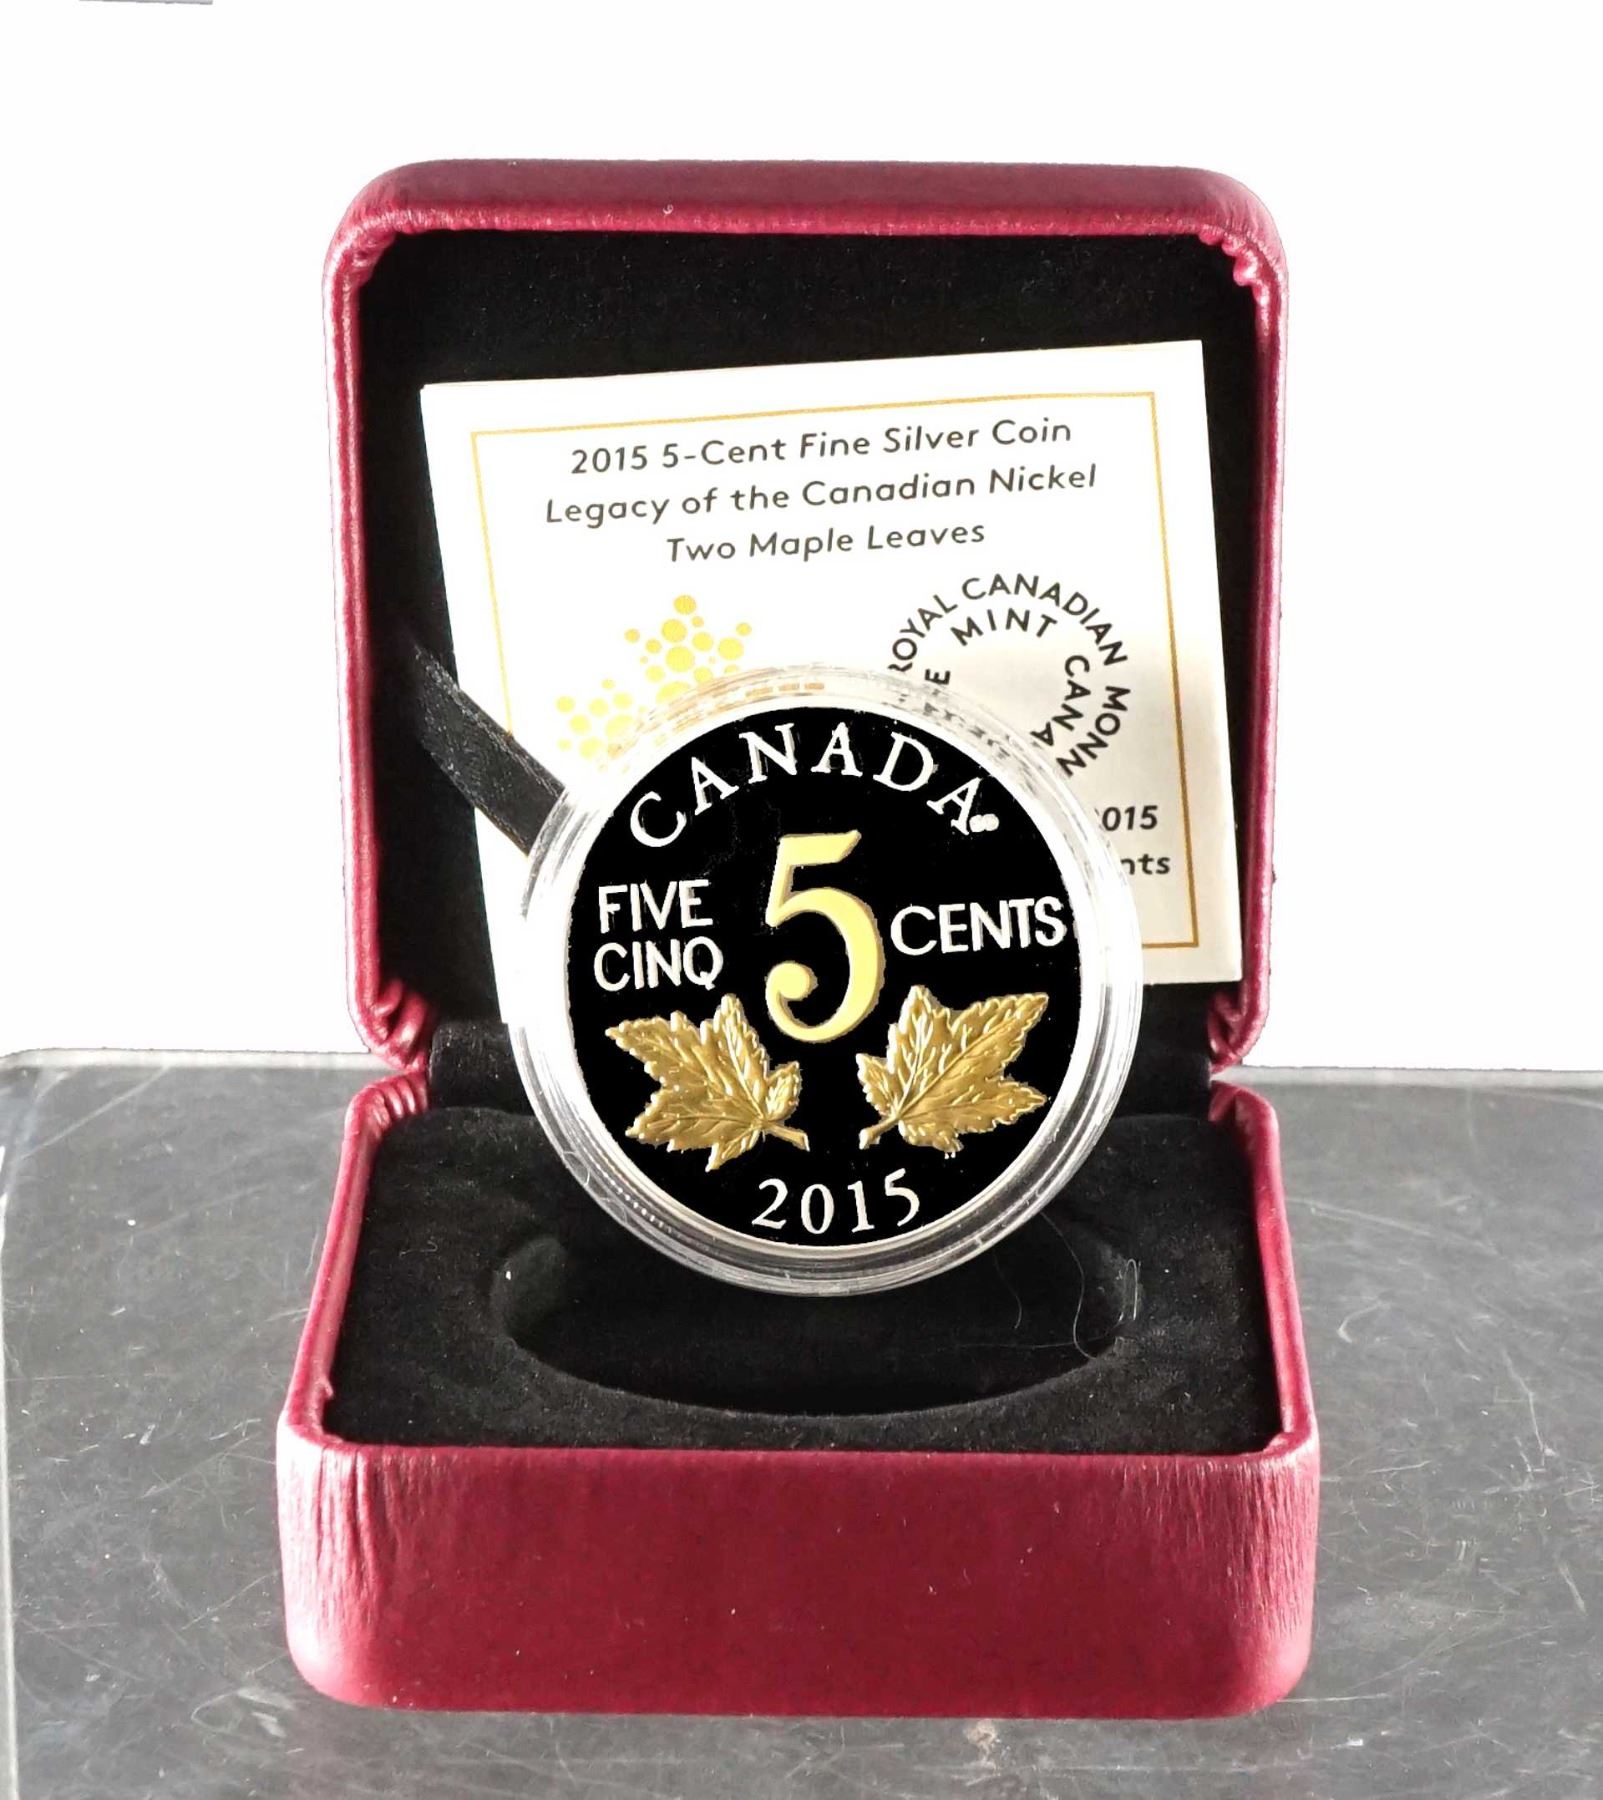 2015 5-Cent Fine Silver Coin
Legacy of the Canadian Nickel
Two Maple Leaves
ROYAL CANADIAN MINT
CANADA
FIVE
CINQ
5
CENTS
2015